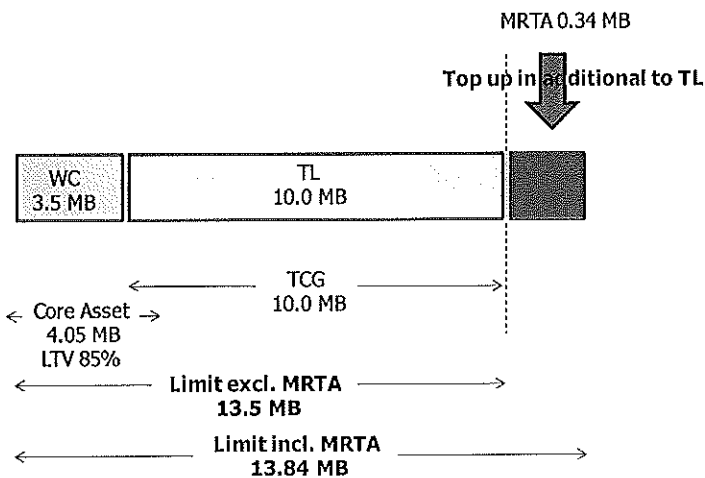 MRTA 0.34 MB
Top up in additional to TL
WC
3.5 MB
TL
10.0 MB
TCG
10.0 MB
Core Asset
4.05 MB
LTV 85%
Limit excl. MRTA
13.5 MB
Limit incl. MRTA
13.84 MB